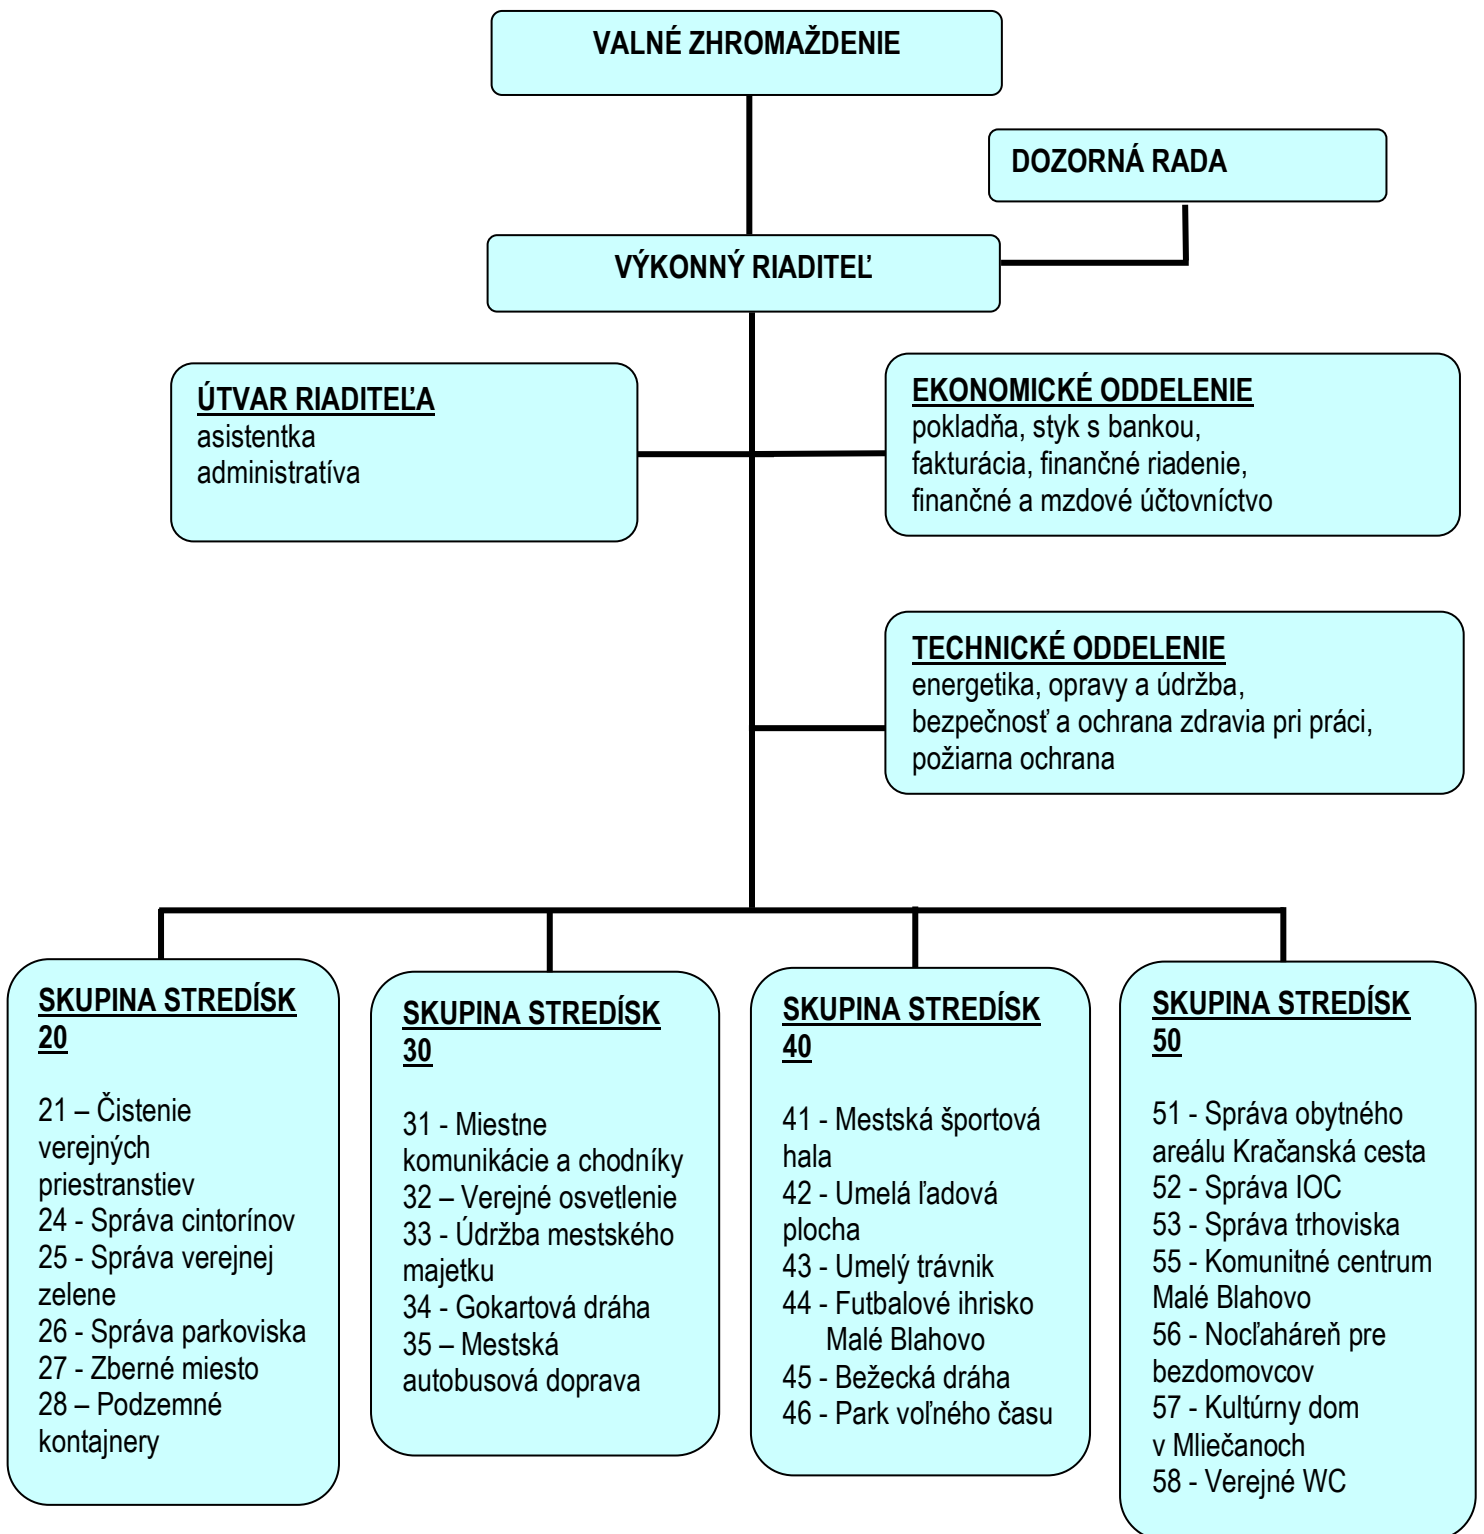 VALNÉ ZHROMAŽDENIE
DOZORNÁ RADA
VÝKONNÝ RIADITEĽ
ÚTVAR RIADITEĽA
asistentka
administratíva
EKONOMICKÉ ODDELENIE
pokladňa, styk s bankou,
fakturácia, finančné riadenie,
finančné a mzdové účtovníctvo
TECHNICKÉ ODDELENIE
energetika, opravy a údržba,
bezpečnosť a ochrana zdravia pri práci,
požiarna ochrana
SKUPINA STREDÍSK
20
21 – Čistenie
verejných
priestranstiev
24 - Správa cintorínov
25 - Správa verejnej
zelene
26 - Správa parkoviska
27 - Zberné miesto
28 – Podzemné
kontajnery
SKUPINA STREDÍSK
30
31 - Miestne
komunikácie a chodníky
32 – Verejné osvetlenie
33 - Údržba mestského
majetku
34 - Gokartová dráha
35 – Mestská
autobusová doprava
SKUPINA STREDÍSK
40
41 - Mestská športová
hala
42 - Umelá ľadová
plocha
43 - Umelý trávnik
44 - Futbalové ihrisko
Malé Blahovo
45 - Bežecká dráha
46 - Park voľného času
SKUPINA STREDÍSK
50
51 - Správa obytného
areálu Kračanská cesta
52 - Správa IOC
53 - Správa trhoviska
55 - Komunitné centrum
Malé Blahovo
56 - Nocľaháreň pre
bezdomovcov
57 - Kultúrny dom
v Mliečanoch
58 - Verejné WC